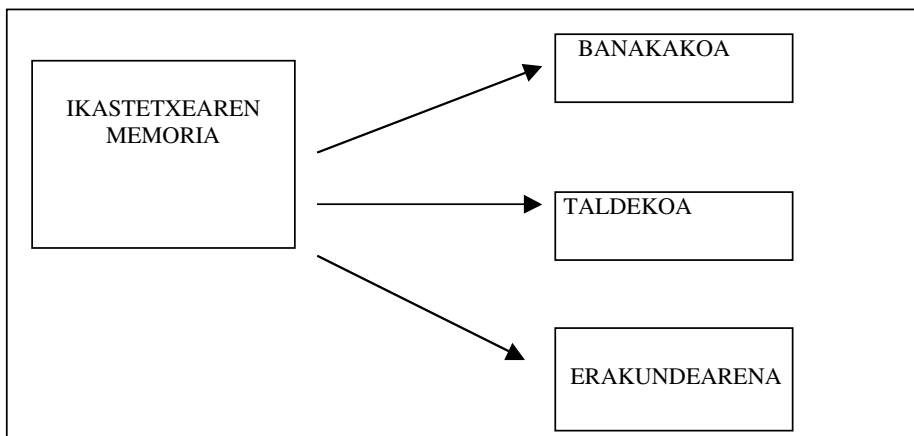 IKASTETXEAREN
MEMORIA
BANAKAKOA
TALDEKOA
ERAKUNDEARENA